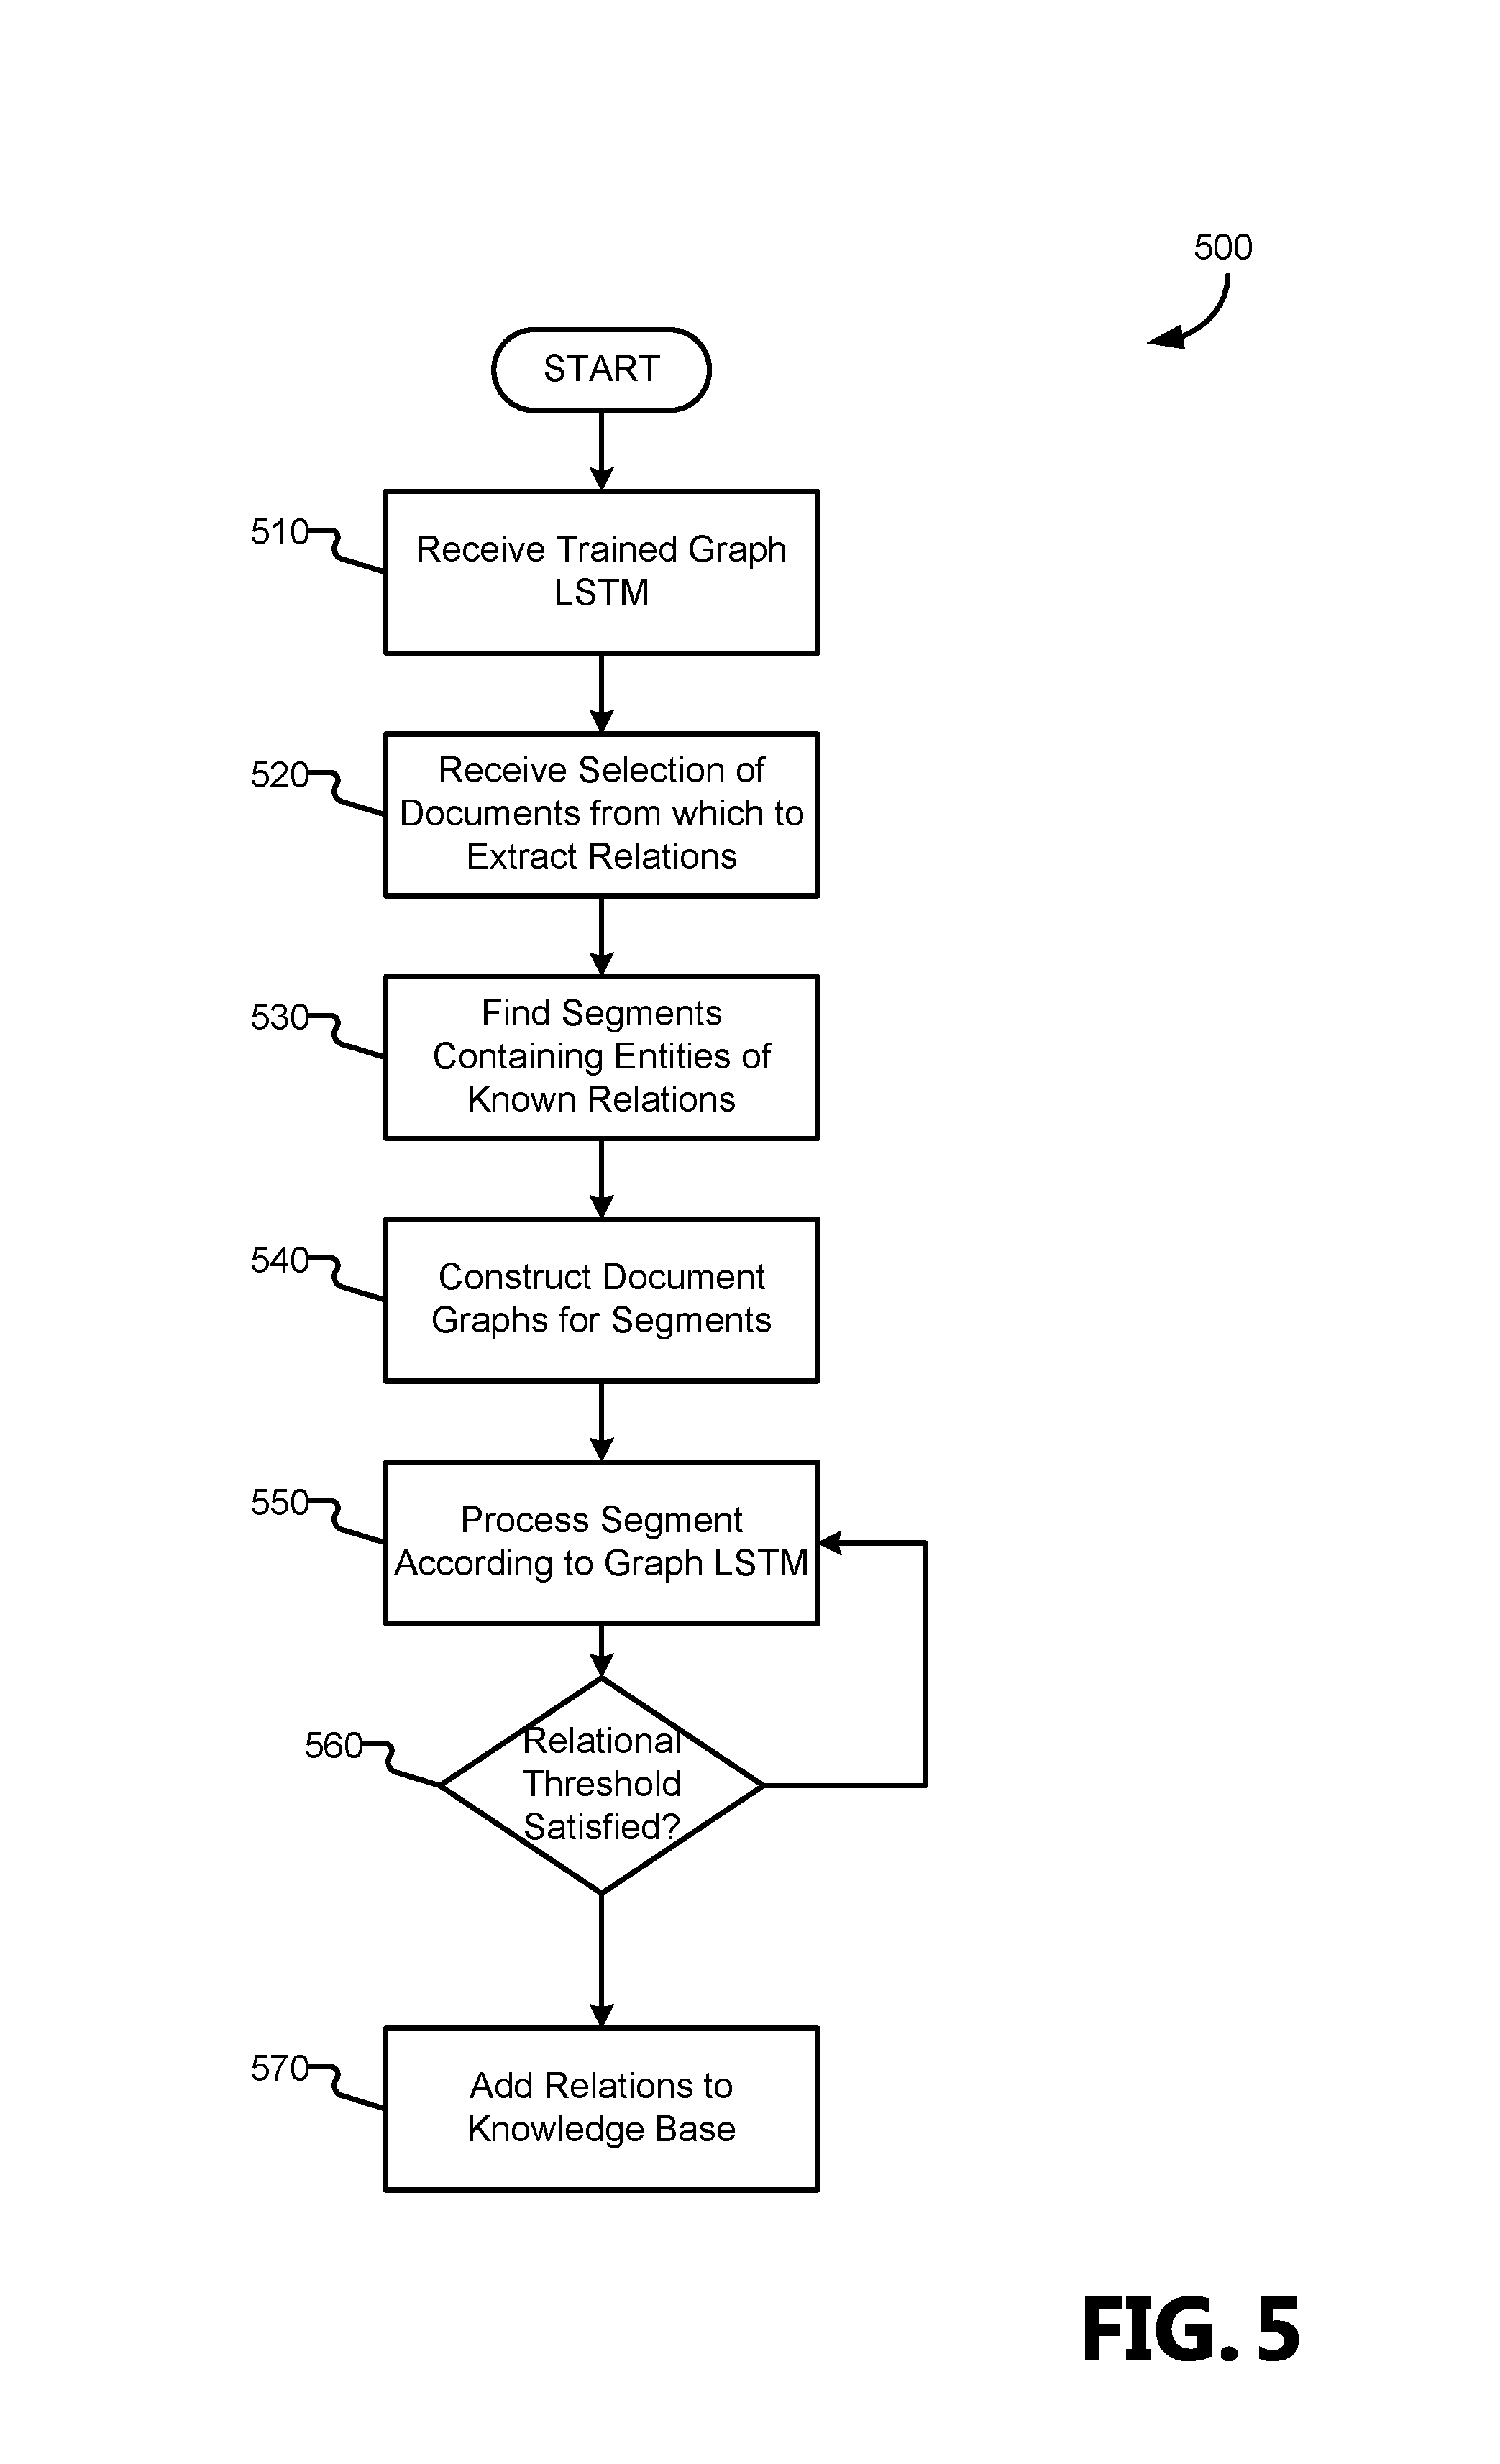 500
START
510
Receive Trained Graph
LSTM
520
Receive Selection of
Documents from which to
Extract Relations
530
Find Segments
Containing Entities of
Known Relations
540
Construct Document
Graphs for Segments
550
Process Segment
According to Graph LSTM
560
Relational
Threshold
Satisfied?
570
Add Relations to
Knowledge Base
FIG. 5